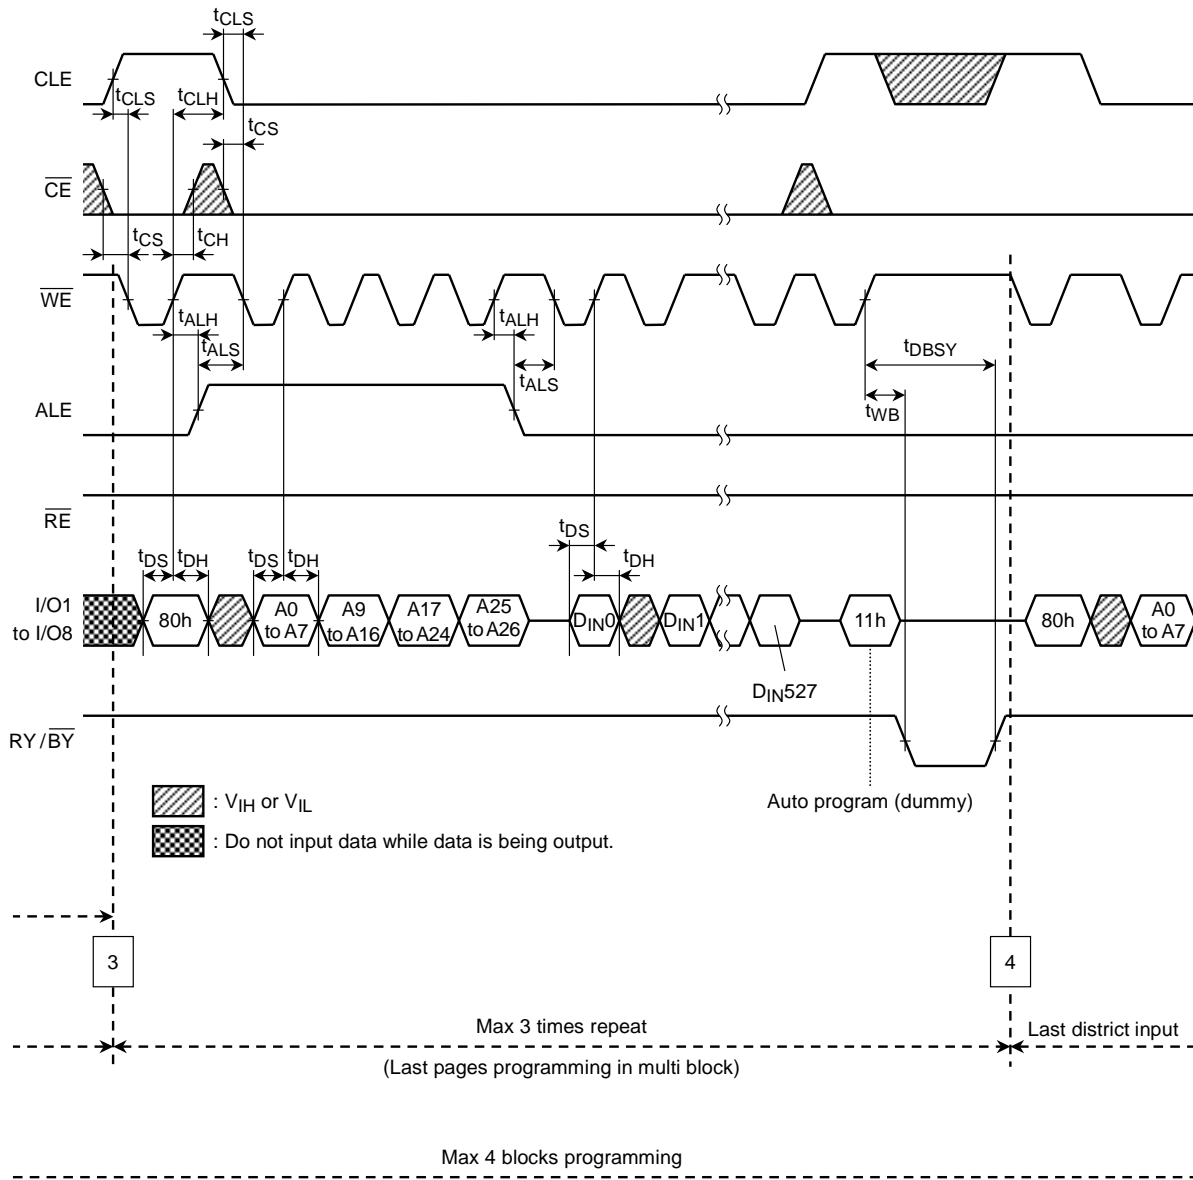 tCLS
CLE
tCLS tCLH
tCS
CE
tCS tCH
WE
tALH tALH
tALS tDBSY
tALS
ALE tWB
RE
tDS
tDS tDH tDS tDH tDH
I/O1
to I/O8
80h
A0
to A7
A9
to A16
A17
to A24
A25
to A26
DIN0
DIN1
11h
80h
A0
to A7
DIN527
RY/BY
: VIH or VIL
Auto program (dummy)
: Do not input data while data is being output.
3
4
Max 3 times repeat
Last district input
(Last pages programming in multi block)
Max 4 blocks programming